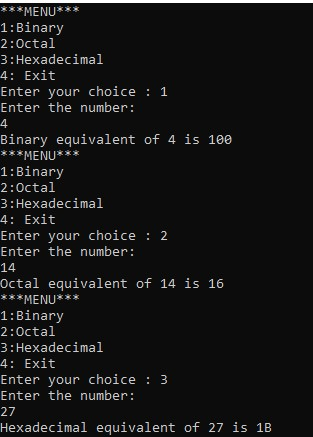 ***MENU***
1:Binary
2:Octal
3:Hexadecimal
4: Exit
Enter your choice : 1
Enter the number:
4
Binary equivalent of 4 is 100
***MENU***
1:Binary
2:Octal
3:Hexadecimal
4: Exit
Enter your choice : 2
Enter the number:
14
Octal equivalent of 14 is 16
***MENU***
1:Binary
2:Octal
3:Hexadecimal
4: Exit
Enter your choice : 3
Enter the number:
27
Hexadecimal equivalent of 27 is 1B